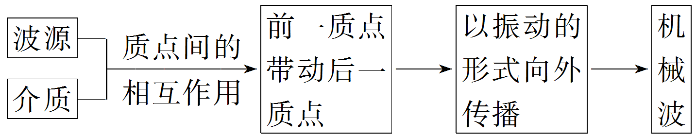 波源
介质
质点间的
相互作用
前一质点
带动后一
质点
以振动的
形式向外
传播
机
械
波